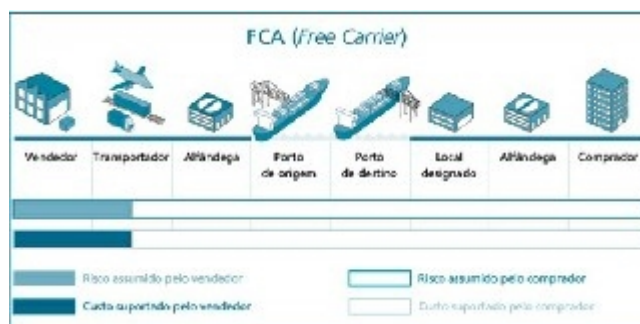 FCA (Free Carrier)
Vendedor
Transportador
Alfândega
Porto
de origem
Porto
de destino
Local
designado
Alfândega
Comprador
Risco assumido pelo vendedor
Risco assumido pelo comprador
Custo suportado pelo vendedor
Custo suportado pelo comprador